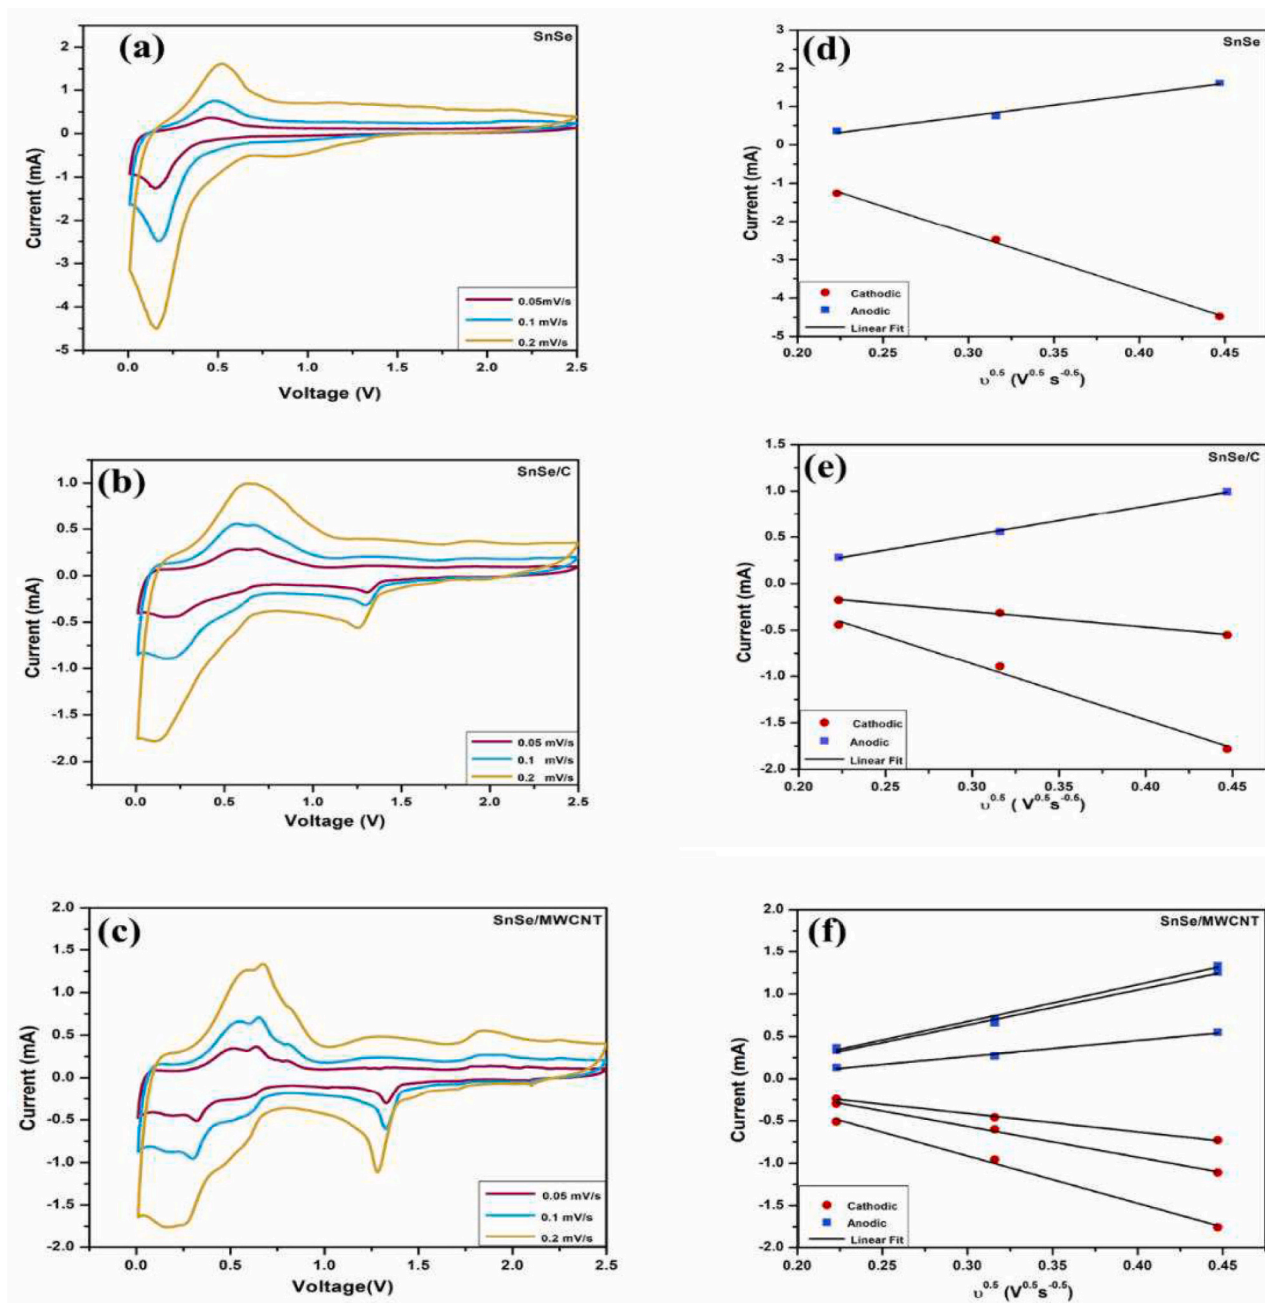 (a)
SnSe
2
1
0
-1
-2
-3
-4
-5
Current (mA)
0.05mV/s
0.1 mV/s
0.2 mV/s
0.0 0.5 1.0 1.5 2.0 2.5
Voltage (V)
(d)
SnSe
3
2
1
0
-1
-2
-3
-4
-5
Current (mA)
Cathodic
Anodic
Linear Fit
0.20 0.25 0.30 0.35 0.40 0.45
υ^0.5 (V^0.5 s^-0.5)
(b)
SnSe/C
1.0
0.5
0.0
-0.5
-1.0
-1.5
-2.0
Current (mA)
0.05 mV/s
0.1 mV/s
0.2 mV/s
0.0 0.5 1.0 1.5 2.0 2.5
Voltage (V)
(e)
SnSe/C
1.5
1.0
0.5
0.0
-0.5
-1.0
-1.5
-2.0
Current (mA)
Cathodic
Anodic
Linear Fit
0.20 0.25 0.30 0.35 0.40 0.45
υ^0.5 ( V^0.5 s^-0.5)
(c)
SnSe/MWCNT
2.0
1.5
1.0
0.5
0.0
-0.5
-1.0
-1.5
-2.0
Current (mA)
0.05 mV/s
0.1 mV/s
0.2 mV/s
0.0 0.5 1.0 1.5 2.0 2.5
Voltage(V)
(f)
SnSe/MWCNT
2.0
1.5
1.0
0.5
0.0
-0.5
-1.0
-1.5
-2.0
Current (mA)
Cathodic
Anodic
Linear Fit
0.20 0.25 0.30 0.35 0.40 0.45
υ^0.5 (V^0.5 s^-0.5)